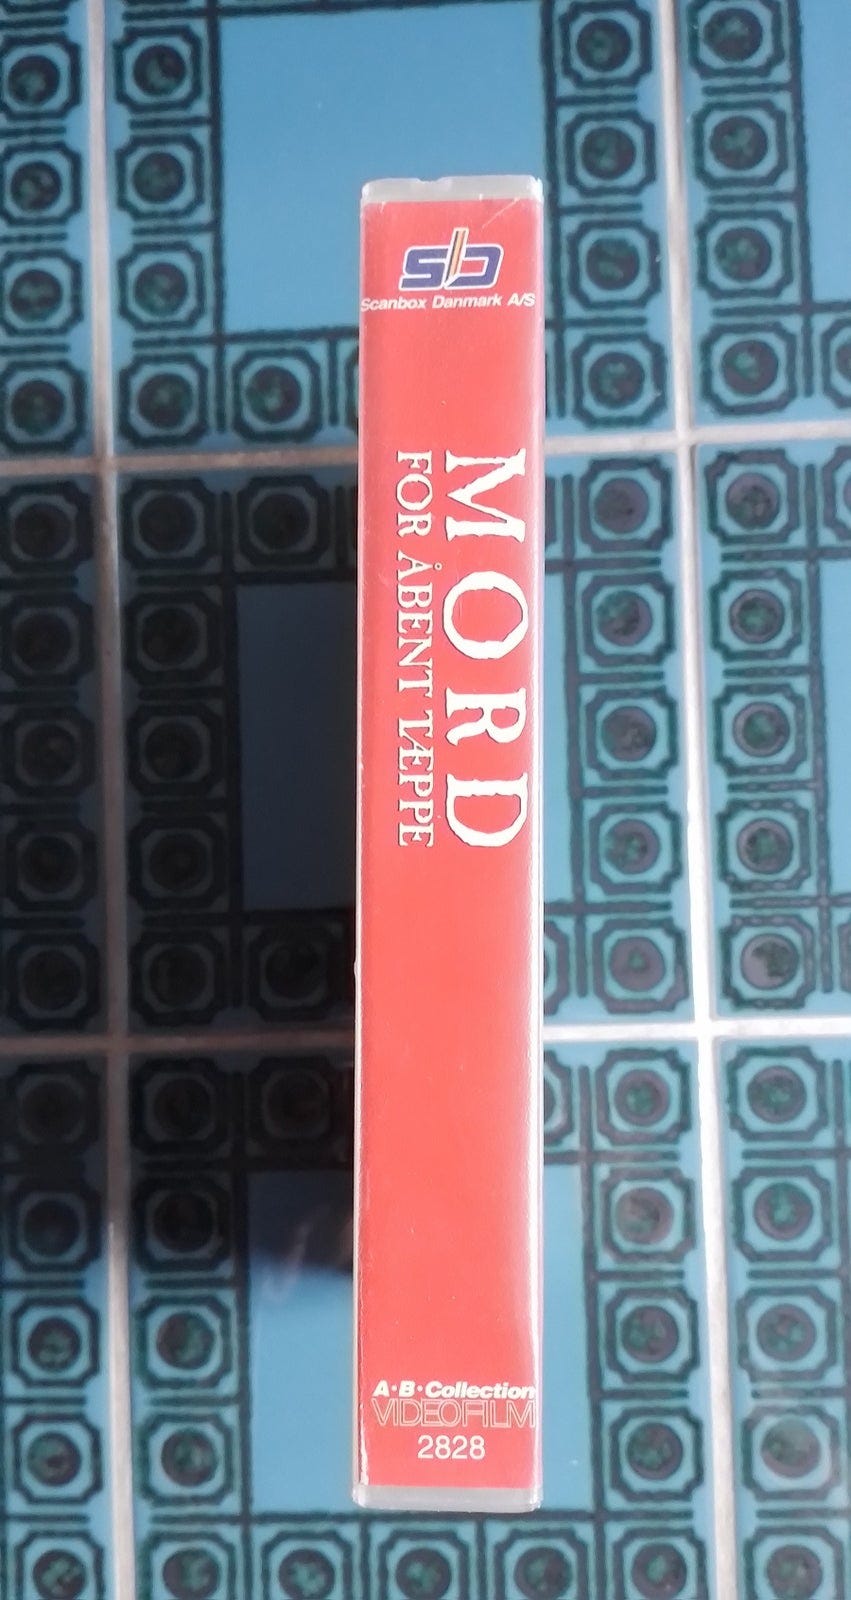 sb
Scanbox Danmark A/S
MORD
FOR ÅBENT TÆPPE
A·B·Collection
VIDEOFILM
2828